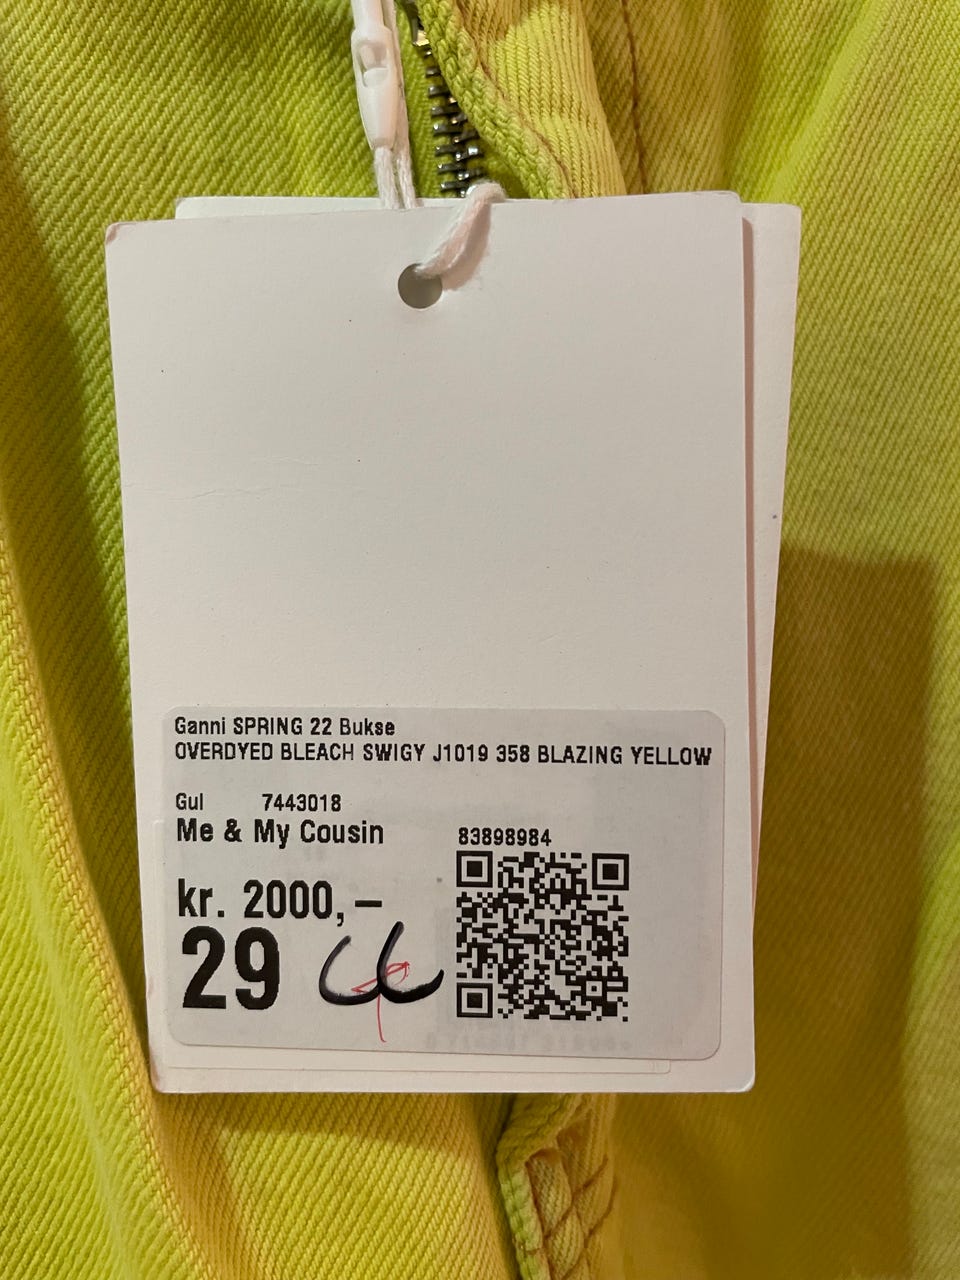 Ganni SPRING 22 Bukse
OVERDYED BLEACH SWIGY J1019 358 BLAZING YELLOW
Gul 7443018
Me & My Cousin
83898984
kr. 2000,-
29